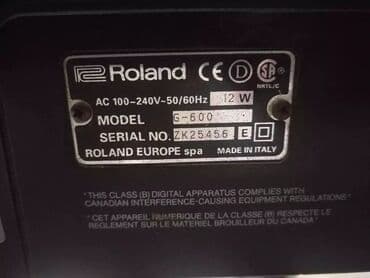 Roland CE D SA NRTL/C
AC 100-240V~50/60Hz 12 W
MODEL G-600
SERIAL NO. ZK25456 E
ROLAND EUROPE spa MADE IN ITALY
"THIS CLASS (B) DIGITAL APPARATUS COMPLIES WITH
CANADIAN INTERFERENCE-CAUSING EQUIPMENT REGULATIONS."
"CET APPAREIL NUMERIQUE DE LA CLASSE (B) RESPECTE LE
REGLEMENT SUR LE MATERIEL BROUILLEUR DU CANADA."